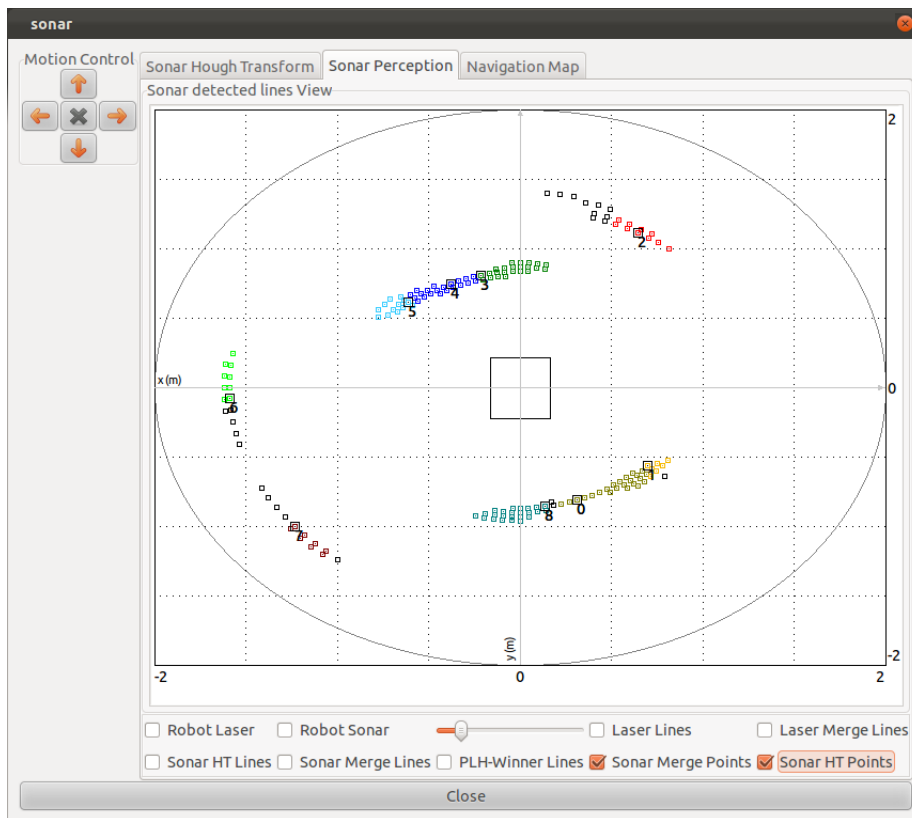 sonar
Motion Control
Sonar Hough Transform
Sonar Perception
Navigation Map
Sonar detected lines View
2
2
3
4
5
x (m)
0
6
1
0
8
7
y (m)
-2
-2
0
2
Robot Laser
Robot Sonar
Laser Lines
Laser Merge Lines
Sonar HT Lines
Sonar Merge Lines
PLH-Winner Lines
Sonar Merge Points
Sonar HT Points
Close